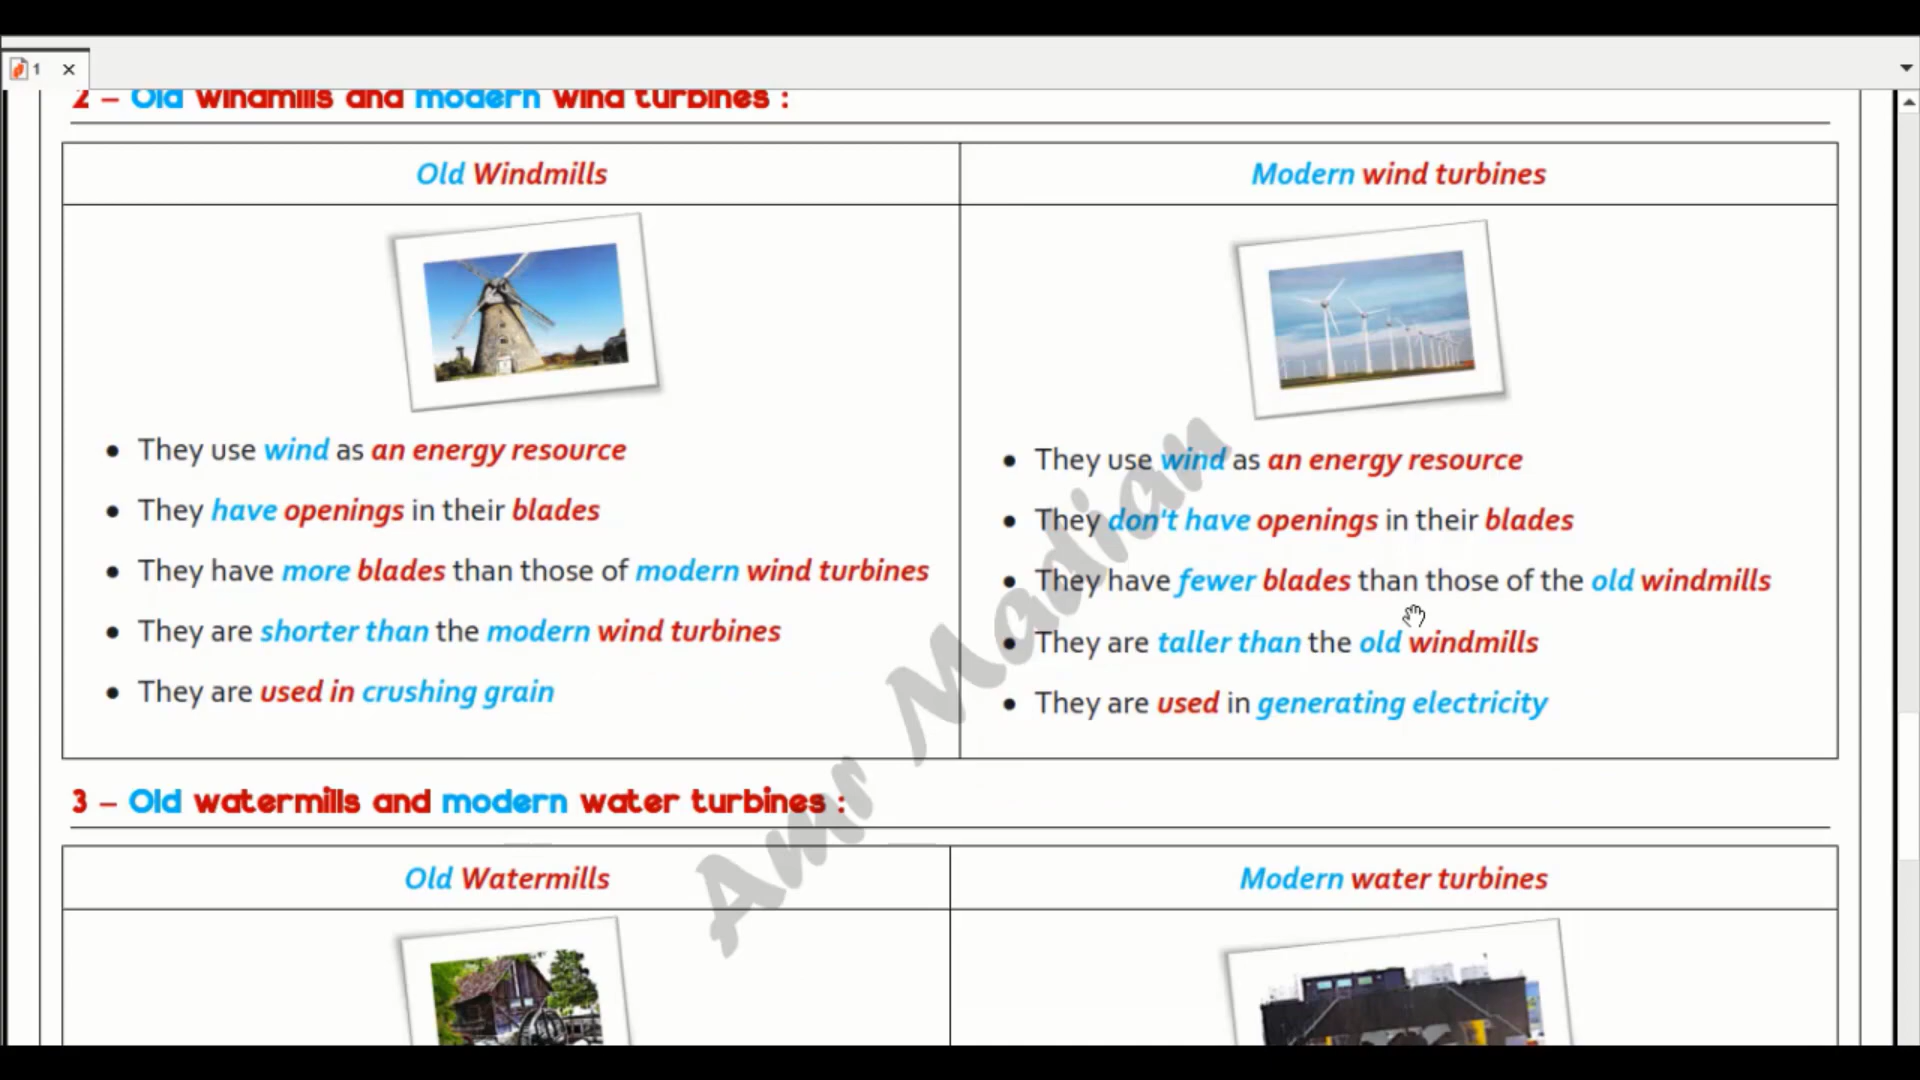 1
2 – Old windmills and modern wind turbines :
Old Windmills
Modern wind turbines
• They use wind as an energy resource
• They have openings in their blades
• They have more blades than those of modern wind turbines
• They are shorter than the modern wind turbines
• They are used in crushing grain
• They use wind as an energy resource
• They don't have openings in their blades
• They have fewer blades than those of the old windmills
• They are taller than the old windmills
• They are used in generating electricity
Amr Madian
3 – Old watermills and modern water turbines :
Old Watermills
Modern water turbines